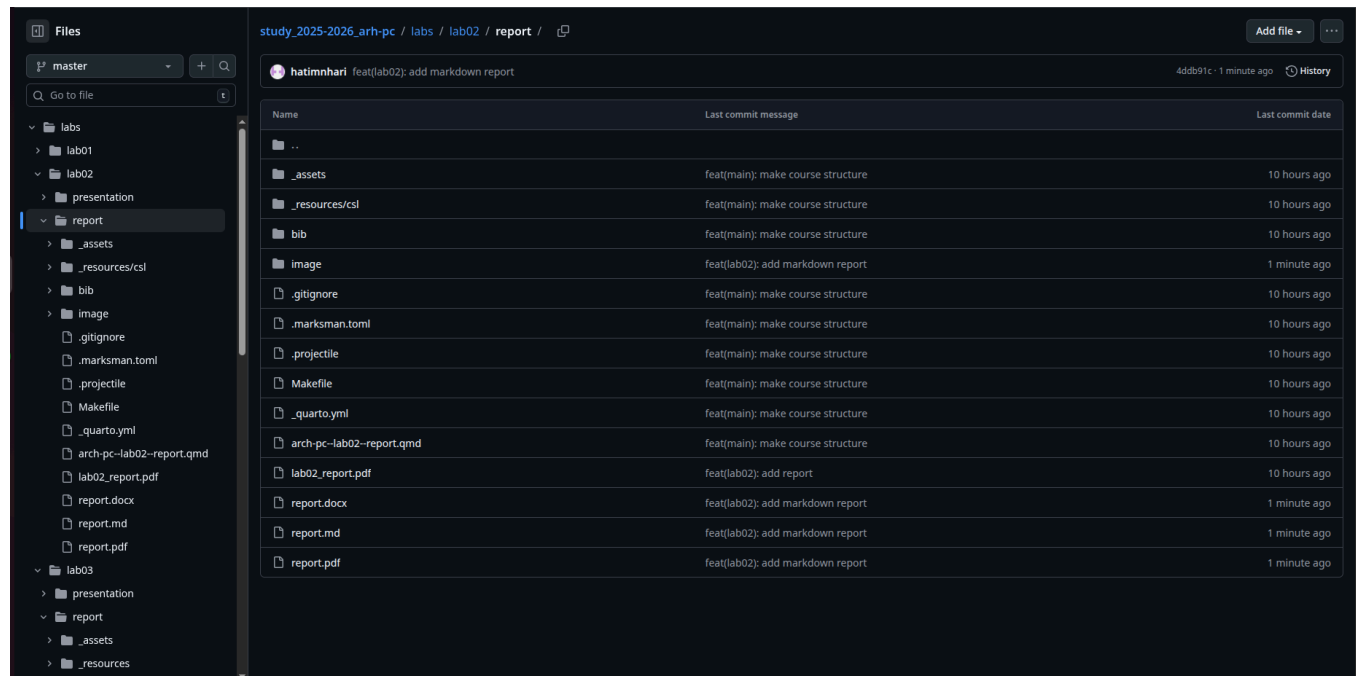 Files
master
Go to file
t
labs
lab01
lab02
presentation
report
_assets
_resources/csl
bib
image
.gitignore
.marksman.toml
.projectile
Makefile
_quarto.yml
arch-pc--lab02--report.qmd
lab02_report.pdf
report.docx
report.md
report.pdf
lab03
presentation
report
_assets
_resources
study_2025-2026_arh-pc / labs / lab02 / report /
Add file
hatimnhari feat(lab02): add markdown report 4ddb91c · 1 minute ago History
Name Last commit message Last commit date
..
_assets feat(main): make course structure 10 hours ago
_resources/csl feat(main): make course structure 10 hours ago
bib feat(main): make course structure 10 hours ago
image feat(lab02): add markdown report 1 minute ago
.gitignore feat(main): make course structure 10 hours ago
.marksman.toml feat(main): make course structure 10 hours ago
.projectile feat(main): make course structure 10 hours ago
Makefile feat(main): make course structure 10 hours ago
_quarto.yml feat(main): make course structure 10 hours ago
arch-pc--lab02--report.qmd feat(main): make course structure 10 hours ago
lab02_report.pdf feat(lab02): add report 10 hours ago
report.docx feat(lab02): add markdown report 1 minute ago
report.md feat(lab02): add markdown report 1 minute ago
report.pdf feat(lab02): add markdown report 1 minute ago